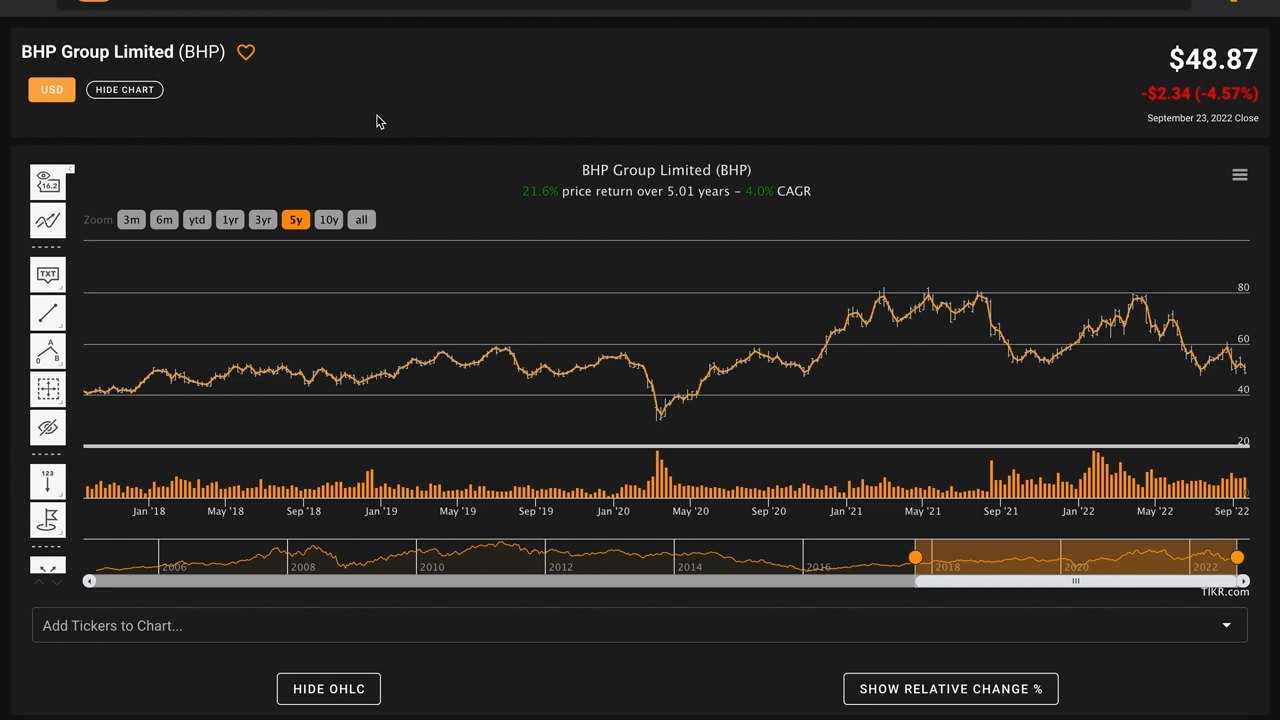 BHP Group Limited (BHP)
$48.87
USD
HIDE CHART
-$2.34 (-4.57%)
September 23, 2022 Close
BHP Group Limited (BHP)
21.6% price return over 5.01 years – 4.0% CAGR
Zoom 3m 6m ytd 1yr 3yr 5y 10y all
16.2
TXT
A
0 B
123
80
60
40
20
0
Jan '18 May '18 Sep '18 Jan '19 May '19 Sep '19 Jan '20 May '20 Sep '20 Jan '21 May '21 Sep '21 Jan '22 May '22 Sep '22
2006 2008 2010 2012 2014 2016 2018 2020 2022
TIKR.com
Add Tickers to Chart...
HIDE OHLC
SHOW RELATIVE CHANGE %